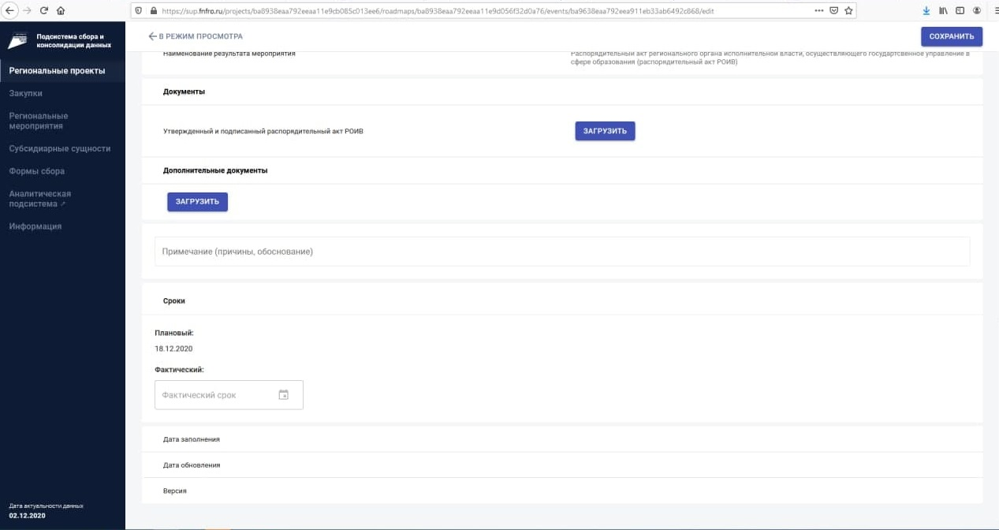 https://sup.fnfro.ru/projects/ba8938eaa792eeaa11e9cb085c013ee6/roadmaps/ba8938eaa792eeaa11e9d056f32d0a76/events/ba9638eaa792eea911eb33ab6492c868/edit
Подсистема сбора и
консолидации данных
В РЕЖИМ ПРОСМОТРА
СОХРАНИТЬ
Региональные проекты
Закупки
Региональные
мероприятия
Субсидиарные сущности
Формы сбора
Аналитическая
подсистема
Информация
Дата актуальности данных
02.12.2020
Наименование результата мероприятия
Распорядительный акт регионального органа исполнительной власти, осуществляющего государственное управление в
сфере образования (распорядительный акт РОИВ)
Документы
Утвержденный и подписанный распорядительный акт РОИВ
ЗАГРУЗИТЬ
Дополнительные документы
ЗАГРУЗИТЬ
Примечание (причины, обоснование)
Сроки
Плановый:
18.12.2020
Фактический:
Фактический срок
Дата заполнения
Дата обновления
Версия